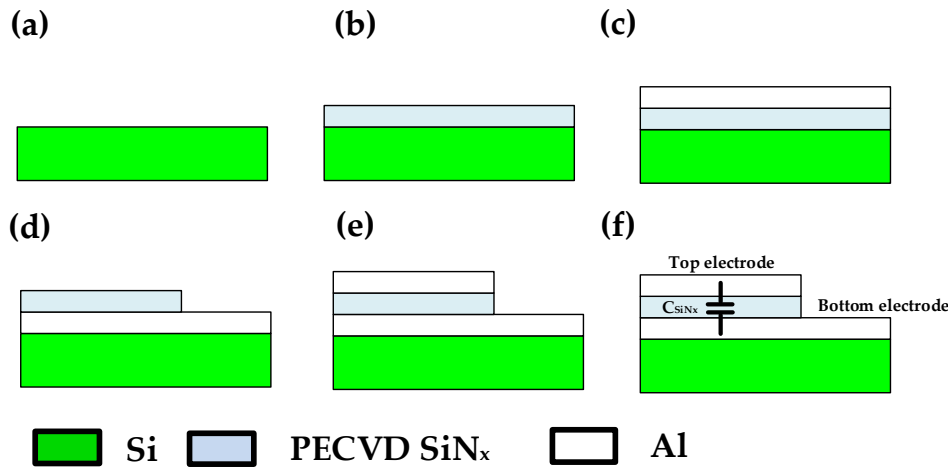 (a)
(b)
(c)
(d)
(e)
(f)
Top electrode
CSiNx
Bottom electrode
Si
PECVD SiNx
Al